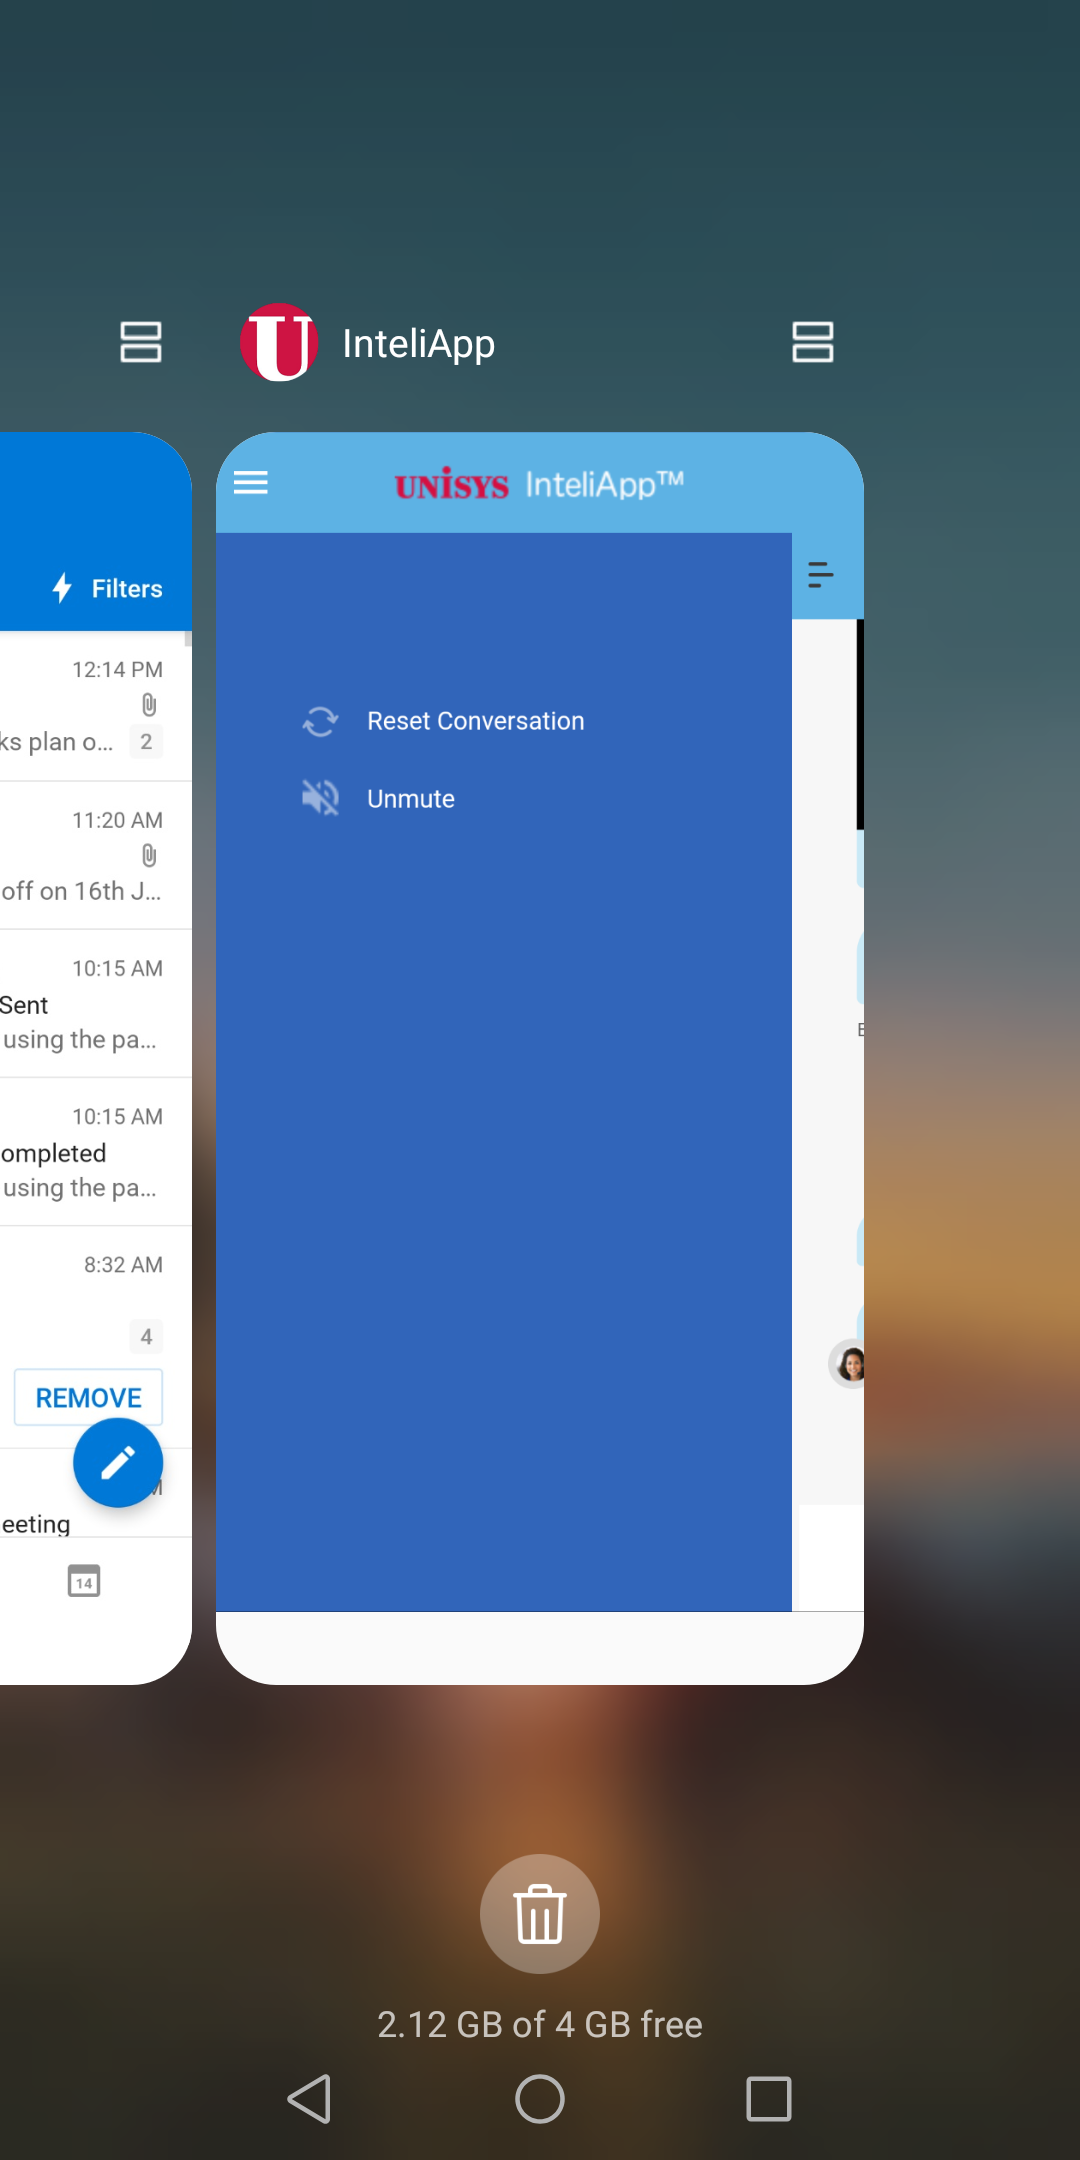 InteliApp
UNISYS InteliApp™
Filters
Reset Conversation
Unmute
12:14 PM
ks plan o...
2
11:20 AM
off on 16th J...
10:15 AM
Sent
using the pa...
10:15 AM
ompleted
using the pa...
8:32 AM
4
REMOVE
M
eeting
14
E
2.12 GB of 4 GB free